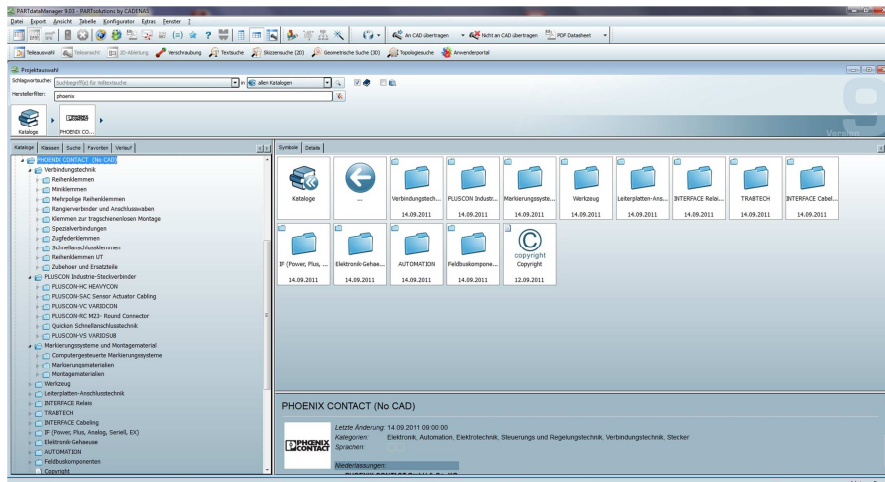 PARTdataManager 9.03 - PARTsolutions by CADENAS
Datei Export Ansicht Tabelle Konfigurator Extras Fenster ?
An CAD übertragen Nicht an CAD übertragen PDF Datasheet
Teileauswahl Teileansicht 2D-Ableitung Verschraubung Textsuche Skizzensuche (2D) Geometrische Suche (3D) Topologiesuche Anwenderportal
Projektauswahl
Schlagwortsuche: Suchbegriff(e) für Volltextsuche in allen Katalogen
Herstellerfilter: phoenix
Kataloge PHOENIX CO...
Version 9
Kataloge Klassen Suche Favoriten Verlauf
PHOENIX CONTACT (No CAD)
Verbindungstechnik
Reihenklemmen
Miniklemmen
Mehrpolige Reihenklemmen
Rangierverbinder und Anschlusswaben
Klemmen zur tragschienenlosen Montage
Spezialverbindungen
Zugfederklemmen
Schnellanschlussklemmen
Reihenklemmen UT
Zubehoer und Ersatzteile
PLUSCON Industrie-Steckverbinder
PLUSCON-HC HEAVYCON
PLUSCON-SAC Sensor Actuator Cabling
PLUSCON-VC VARIOCON
PLUSCON-RC M23- Round Connector
Quickon Schnellanschlusstechnik
PLUSCON-VS VARIOSUB
Markierungssysteme und Montagematerial
Computergesteuerte Markierungssysteme
Markierungsmaterialien
Montagematerialien
Werkzeug
Leiterplatten-Anschlusstechnik
INTERFACE Relais
TRABTECH
INTERFACE Cabeling
IF (Power, Plus, Analog, Seriell, EX)
Elektronik-Gehaeuse
AUTOMATION
Feldbuskomponenten
Copyright
Symbole Details
Kataloge ... Verbindungstech... PLUSCON Industri... Markierungssyste... Werkzeug Leiterplatten-Ans... INTERFACE Relai... TRABTECH INTERFACE Cabel...
14.09.2011 14.09.2011 14.09.2011 14.09.2011 14.09.2011 14.09.2011 14.09.2011 14.09.2011
copyright
IF (Power, Plus, ... Elektronik-Gehae... AUTOMATION Feldbuskompone... Copyright
14.09.2011 14.09.2011 14.09.2011 14.09.2011 12.09.2011
PHOENIX CONTACT (No CAD)
Letzte Änderung: 14.09.2011 09:00:00
Kategorien: Elektronik, Automation, Elektrotechnik, Steuerungs und Regelungstechnik, Verbindungstechnik, Stecker
Sprachen:
PHOENIX CONTACT
Niederlassungen:
PHOENIX CONTACT GmbH & Co. KG